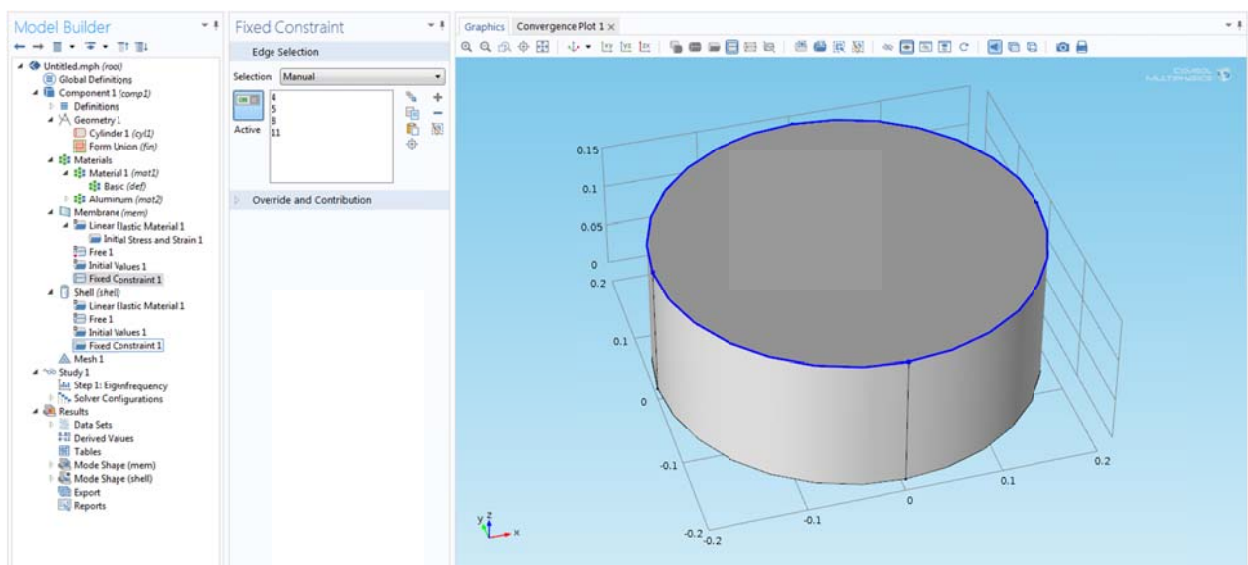 Model Builder
Untitled.mph (root)
Global Definitions
Component 1 (comp1)
Definitions
Geometry 1
Cylinder 1 (cyl1)
Form Union (fin)
Materials
Material 1 (mat1)
Basic (def)
Aluminum (mat2)
Membrane (mem)
Linear Elastic Material 1
Initial Stress and Strain 1
Free 1
Initial Values 1
Fixed Constraint 1
Shell (shell)
Linear Elastic Material 1
Free 1
Initial Values 1
Fixed Constraint 1
Mesh 1
Study 1
Step 1: Eigenfrequency
Solver Configurations
Results
Data Sets
Derived Values
Tables
Mode Shape (mem)
Mode Shape (shell)
Export
Reports
Fixed Constraint
Edge Selection
Selection Manual
Active
4
5
8
11
Override and Contribution
Graphics Convergence Plot 1
COMSOL
MULTIPHYSICS
0.15
0.1
0.05
0
0.2
0.1
0
-0.1
-0.2
-0.2
-0.1
0
0.1
0.2
y z x